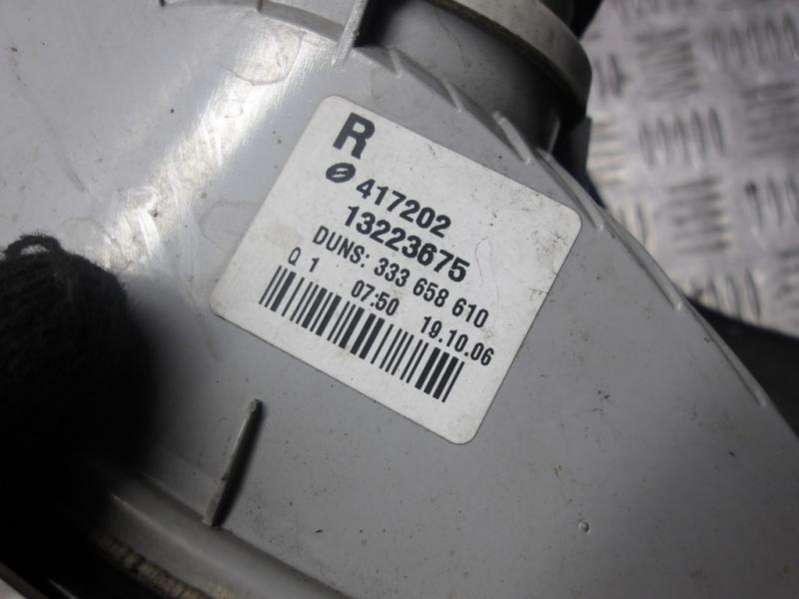 R
417202
13223675
DUNS: 333 658 610
Q 1 07:50 19.10.06